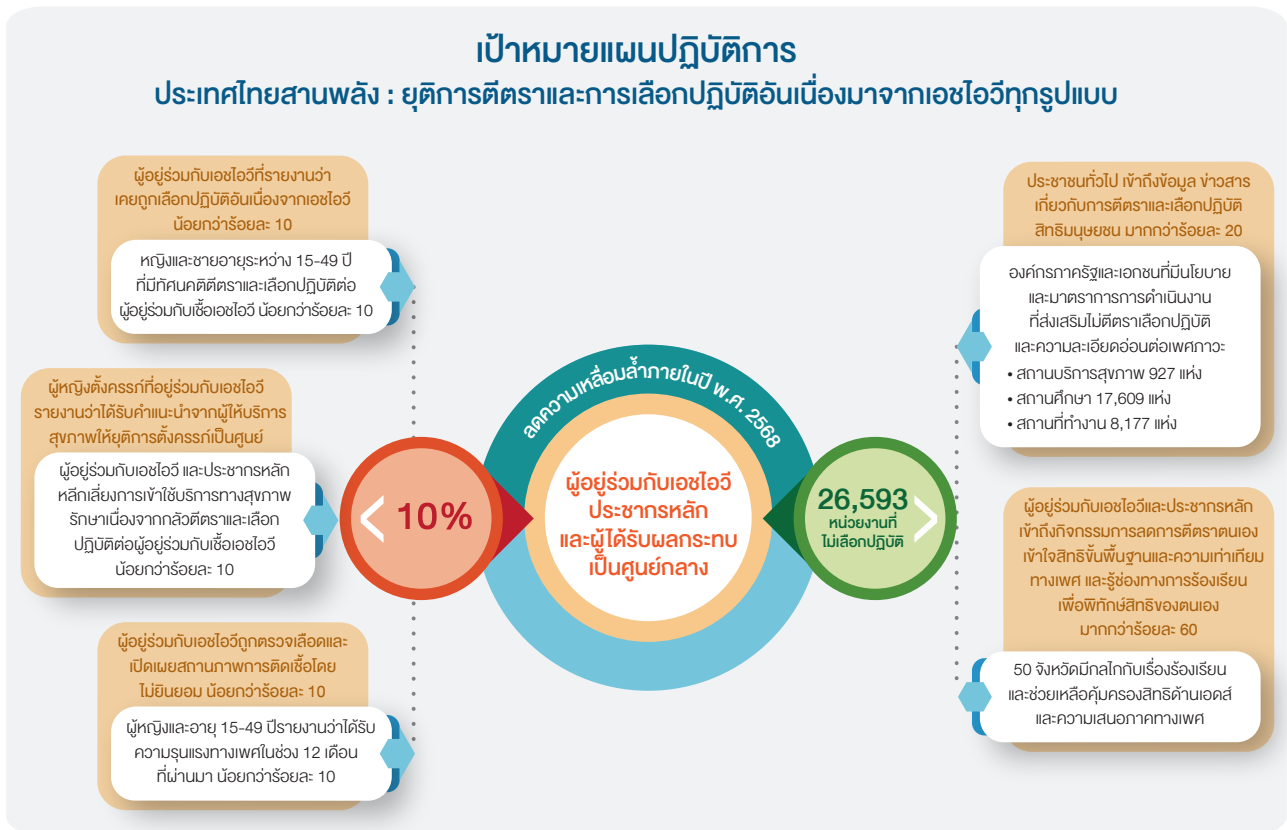 เป้าหมายแผนปฏิบัติการ
ประเทศไทยสานพลัง : ยุติการตีตราและการเลือกปฏิบัติอันเนื่องมาจากเอชไอวีทุกรูปแบบ
ผู้อยู่ร่วมกับเอชไอวีที่รายงานว่า
เคยถูกเลือกปฏิบัติอันเนื่องจากเอชไอวี
น้อยกว่าร้อยละ 10
หญิงและชายอายุระหว่าง 15-49 ปี
ที่มีทัศนคติตีตราและเลือกปฏิบัติต่อ
ผู้อยู่ร่วมกับเชื้อเอชไอวี น้อยกว่าร้อยละ 10
ผู้หญิงตั้งครรภ์ที่อยู่ร่วมกับเอชไอวี
รายงานว่าได้รับคำแนะนำจากผู้ให้บริการ
สุขภาพให้ยุติการตั้งครรภ์เป็นศูนย์
ผู้อยู่ร่วมกับเอชไอวี และประชากรหลัก
หลีกเลี่ยงการเข้าใช้บริการทางสุขภาพ
รักษาเนื่องจากกลัวตีตราและเลือก
ปฏิบัติต่อผู้อยู่ร่วมกับเชื้อเอชไอวี
น้อยกว่าร้อยละ 10
ผู้อยู่ร่วมกับเอชไอวีถูกตรวจเลือดและ
เปิดเผยสถานภาพการติดเชื้อโดย
ไม่ยินยอม น้อยกว่าร้อยละ 10
ผู้หญิงและอายุ 15-49 ปีรายงานว่าได้รับ
ความรุนแรงทางเพศในช่วง 12 เดือน
ที่ผ่านมา น้อยกว่าร้อยละ 10
< 10%
ลดความเหลื่อมล้ำภายในปี พ.ศ. 2568
ผู้อยู่ร่วมกับเอชไอวี
ประชากรหลัก
และผู้ได้รับผลกระทบ
เป็นศูนย์กลาง
26,593 >
หน่วยงานที่
ไม่เลือกปฏิบัติ
ประชาชนทั่วไป เข้าถึงข้อมูล ข่าวสาร
เกี่ยวกับการตีตราและเลือกปฏิบัติ
สิทธิมนุษยชน มากกว่าร้อยละ 20
องค์กรภาครัฐและเอกชนที่มีนโยบาย
และมาตราการการดำเนินงาน
ที่ส่งเสริมไม่ตีตราเลือกปฏิบัติ
และความละเอียดอ่อนต่อเพศภาวะ
• สถานบริการสุขภาพ 927 แห่ง
• สถานศึกษา 17,609 แห่ง
• สถานที่ทำงาน 8,177 แห่ง
ผู้อยู่ร่วมกับเอชไอวีและประชากรหลัก
เข้าถึงกิจกรรมการลดการตีตราตนเอง
เข้าใจสิทธิขั้นพื้นฐานและความเท่าเทียม
ทางเพศ และรู้ช่องทางการร้องเรียน
เพื่อพิทักษ์สิทธิของตนเอง
มากกว่าร้อยละ 60
50 จังหวัดมีกลไกกับเรื่องร้องเรียน
และช่วยเหลือคุ้มครองสิทธิด้านเอดส์
และความเสนอภาคทางเพศ